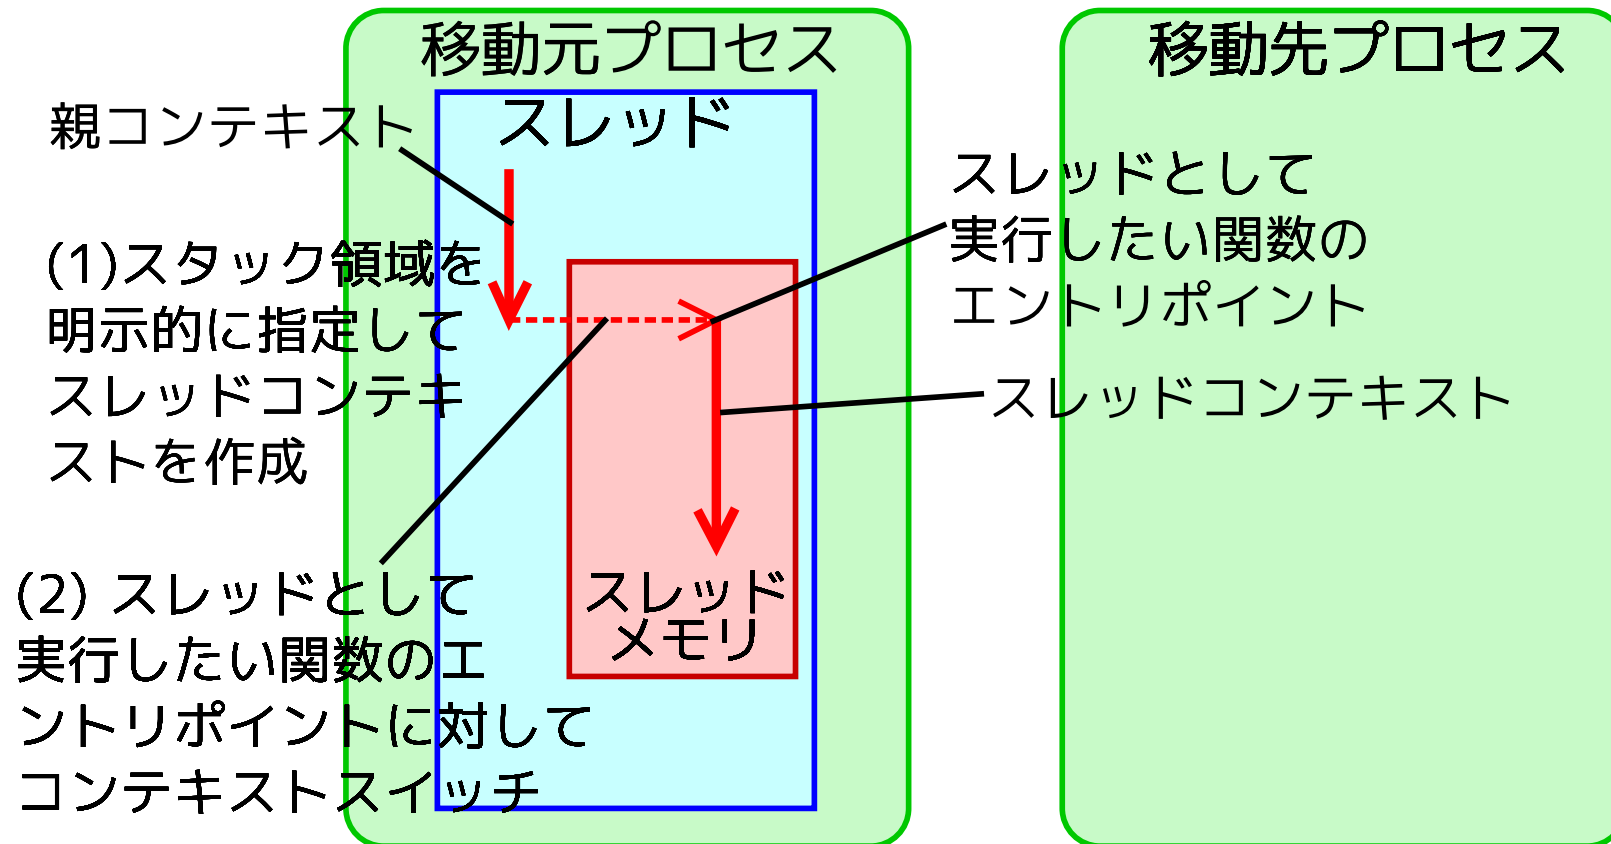 移動元プロセス
移動先プロセス
スレッド
親コンテキスト
スレッドとして
実行したい関数の
エントリポイント
(1)スタック領域を
明示的に指定して
スレッドコンテキ
ストを作成
スレッドコンテキスト
(2) スレッドとして
実行したい関数のエ
ントリポイントに対して
コンテキストスイッチ
スレッド
メモリ